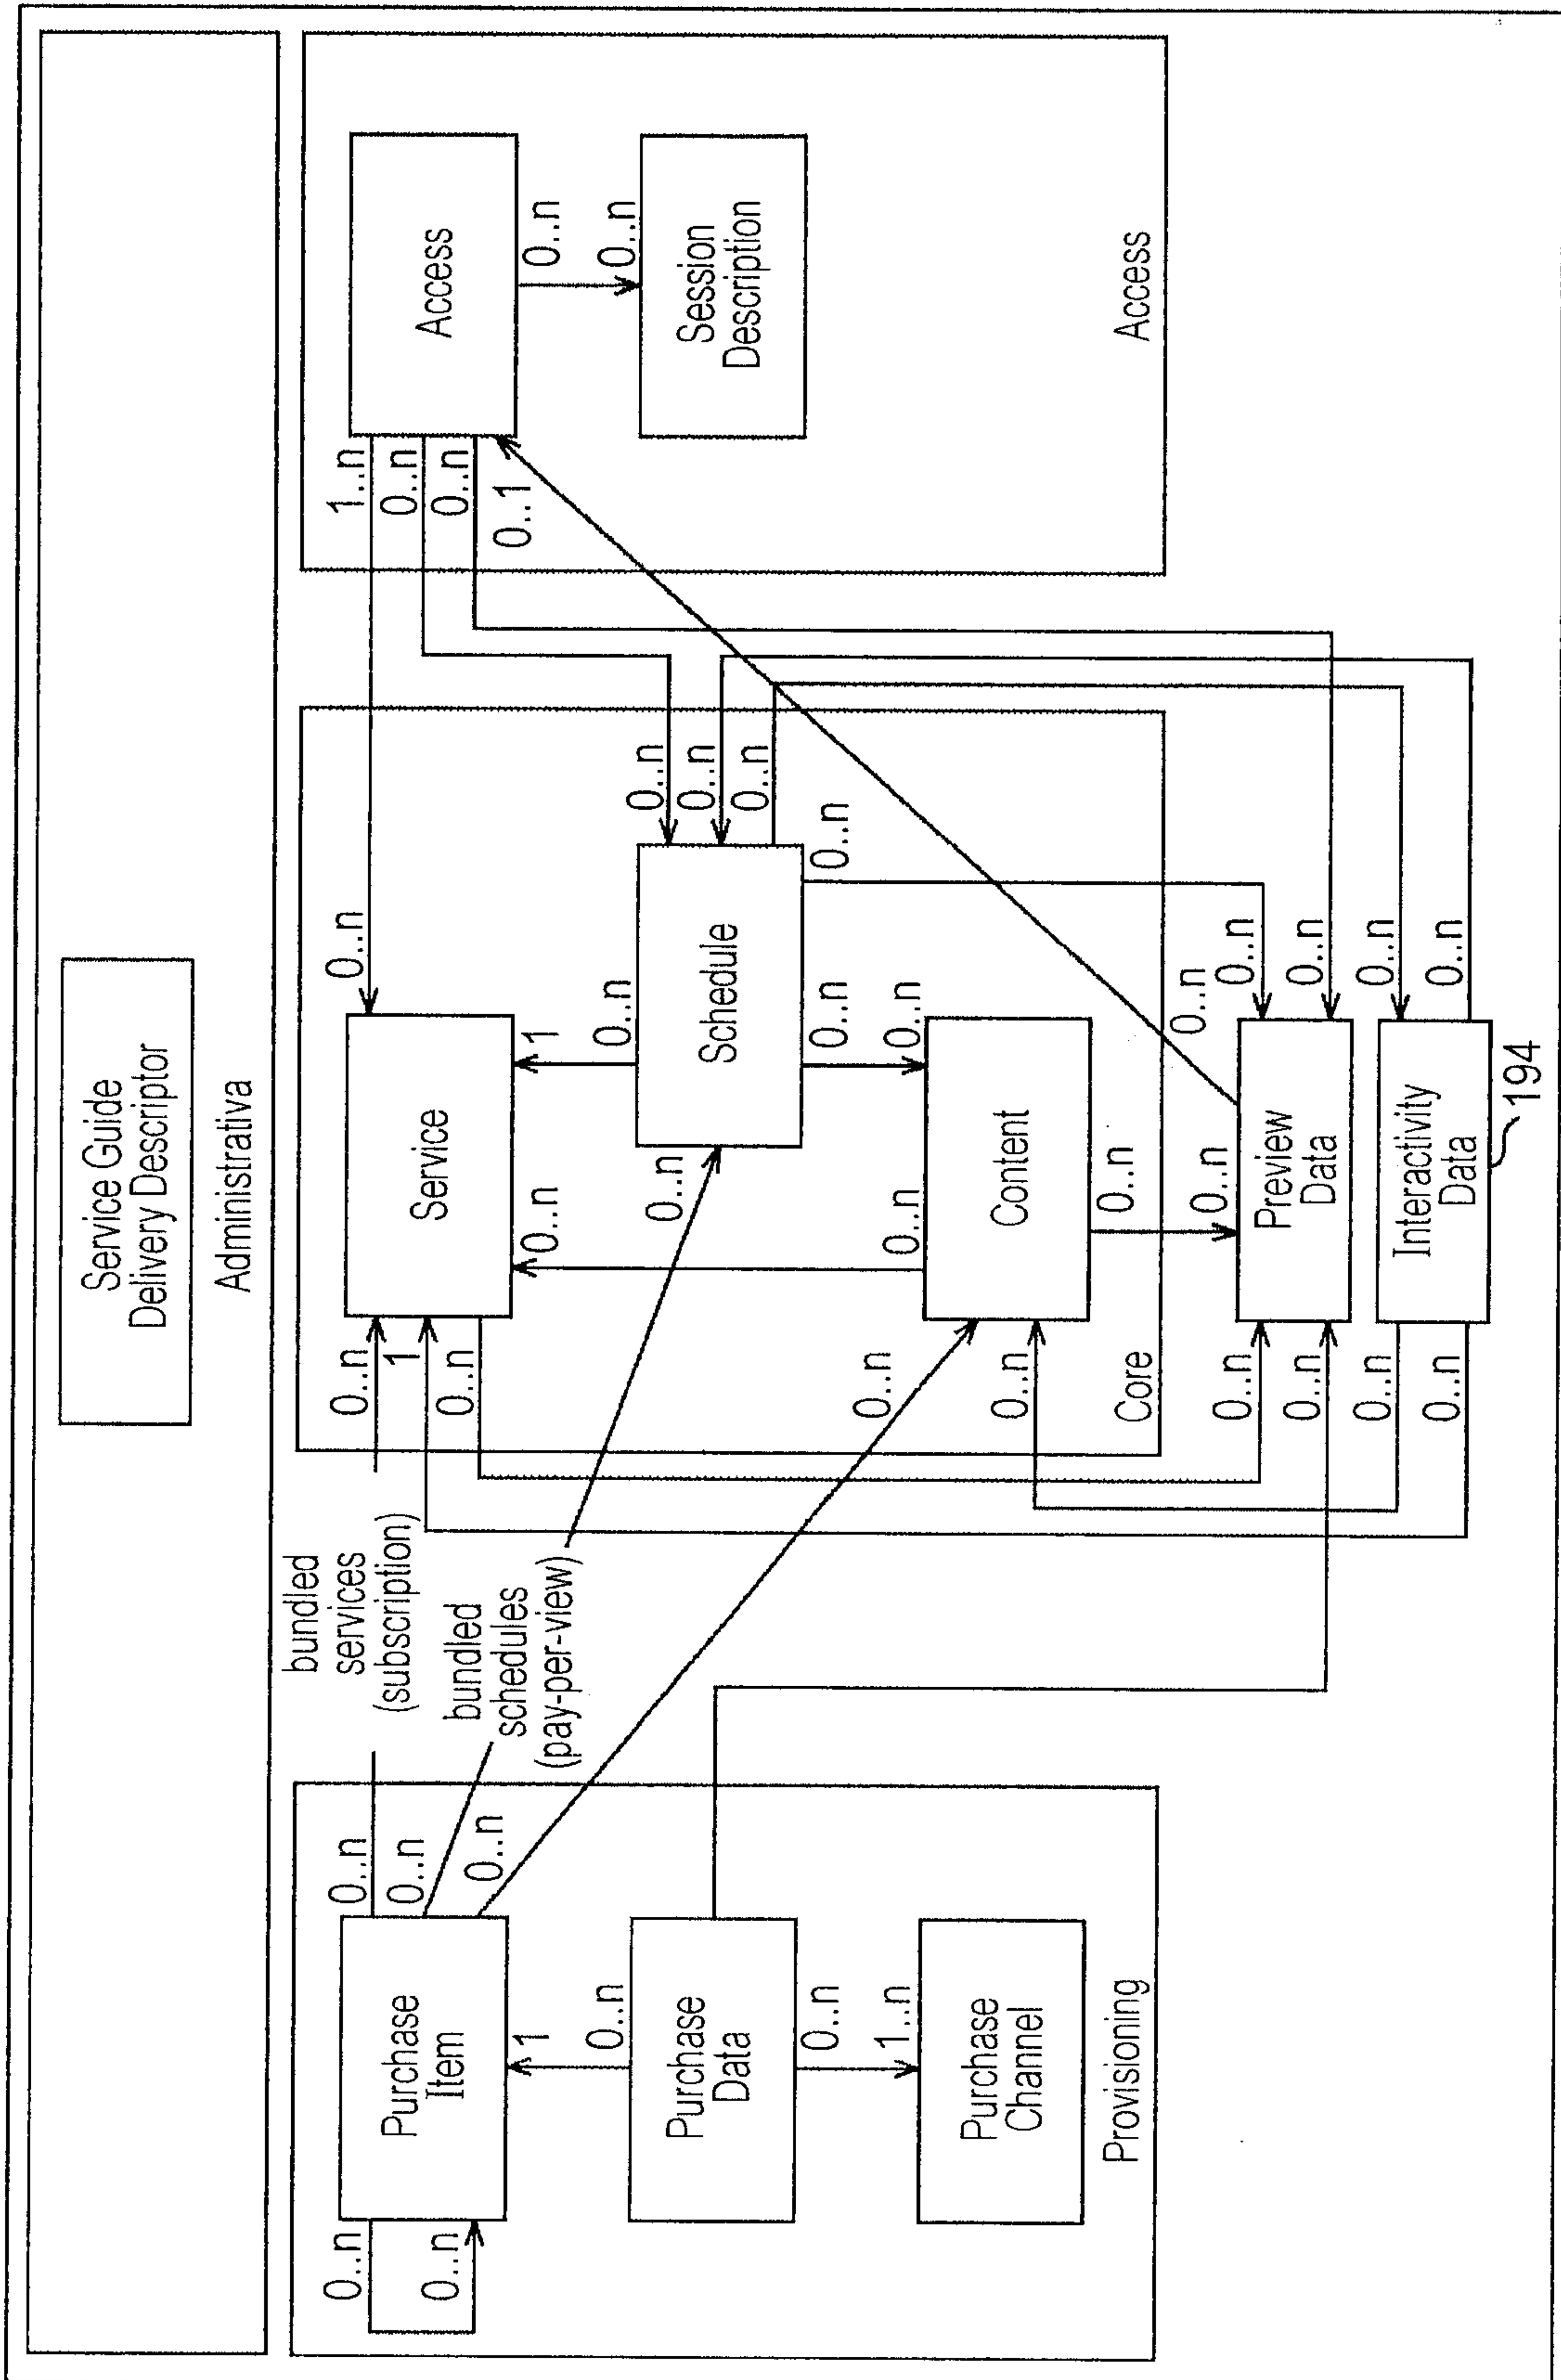 Service Guide
Delivery Descriptor
Administrativa
0..n
0..n
Purchase
Item
0..n
0..n
0..n
1
0..n
Purchase
Data
0..n
1..n
Purchase
Channel
Provisioning
bundled
services
(subscription)
bundled
schedules
(pay-per-view)
0..n
1
0..n
Service
0..n
0..n
1
0..n
0..n
Schedule
0..n
0..n
0..n
0..n
0..n
0..n
0..n
0..n
0..n
Content
Core
0..n
0..n
0..n
0..n
0..n
Preview
Data
0..n
0..n
0..n
0..n
Interactivity
Data
0..n
0..n
194
1..n
0..n
0..n
0..1
Access
0..n
0..n
Session
Description
Access